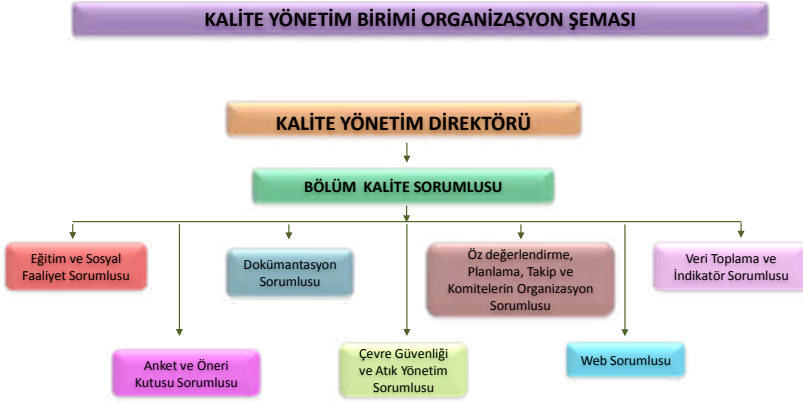 KALİTE YÖNETİM BİRİMİ ORGANİZASYON ŞEMASI
KALİTE YÖNETİM DİREKTÖRÜ
BÖLÜM KALİTE SORUMLUSU
Eğitim ve Sosyal
Faaliyet Sorumlusu
Dokümantasyon
Sorumlusu
Öz değerlendirme,
Planlama, Takip ve
Komitelerin Organizasyon
Sorumlusu
Veri Toplama ve
İndikatör Sorumlusu
Anket ve Öneri
Kutusu Sorumlusu
Çevre Güvenliği
ve Atık Yönetim
Sorumlusu
Web Sorumlusu